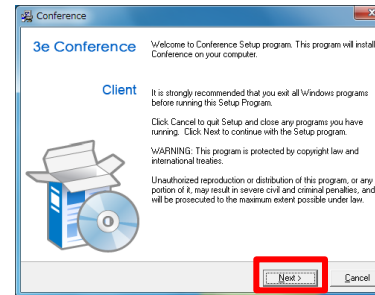 Conference
3e Conference
Client
Welcome to Conference Setup program. This program will install
Conference on your computer.
It is strongly recommended that you exit all Windows programs
before running this Setup Program.
Click Cancel to quit Setup and close any programs you have
running. Click Next to continue with the Setup program.
WARNING: This program is protected by copyright law and
international treaties.
Unauthorized reproduction or distribution of this program, or any
portion of it, may result in severe civil and criminal penalties, and
will be prosecuted to the maximum extent possible under law.
Next >
Cancel